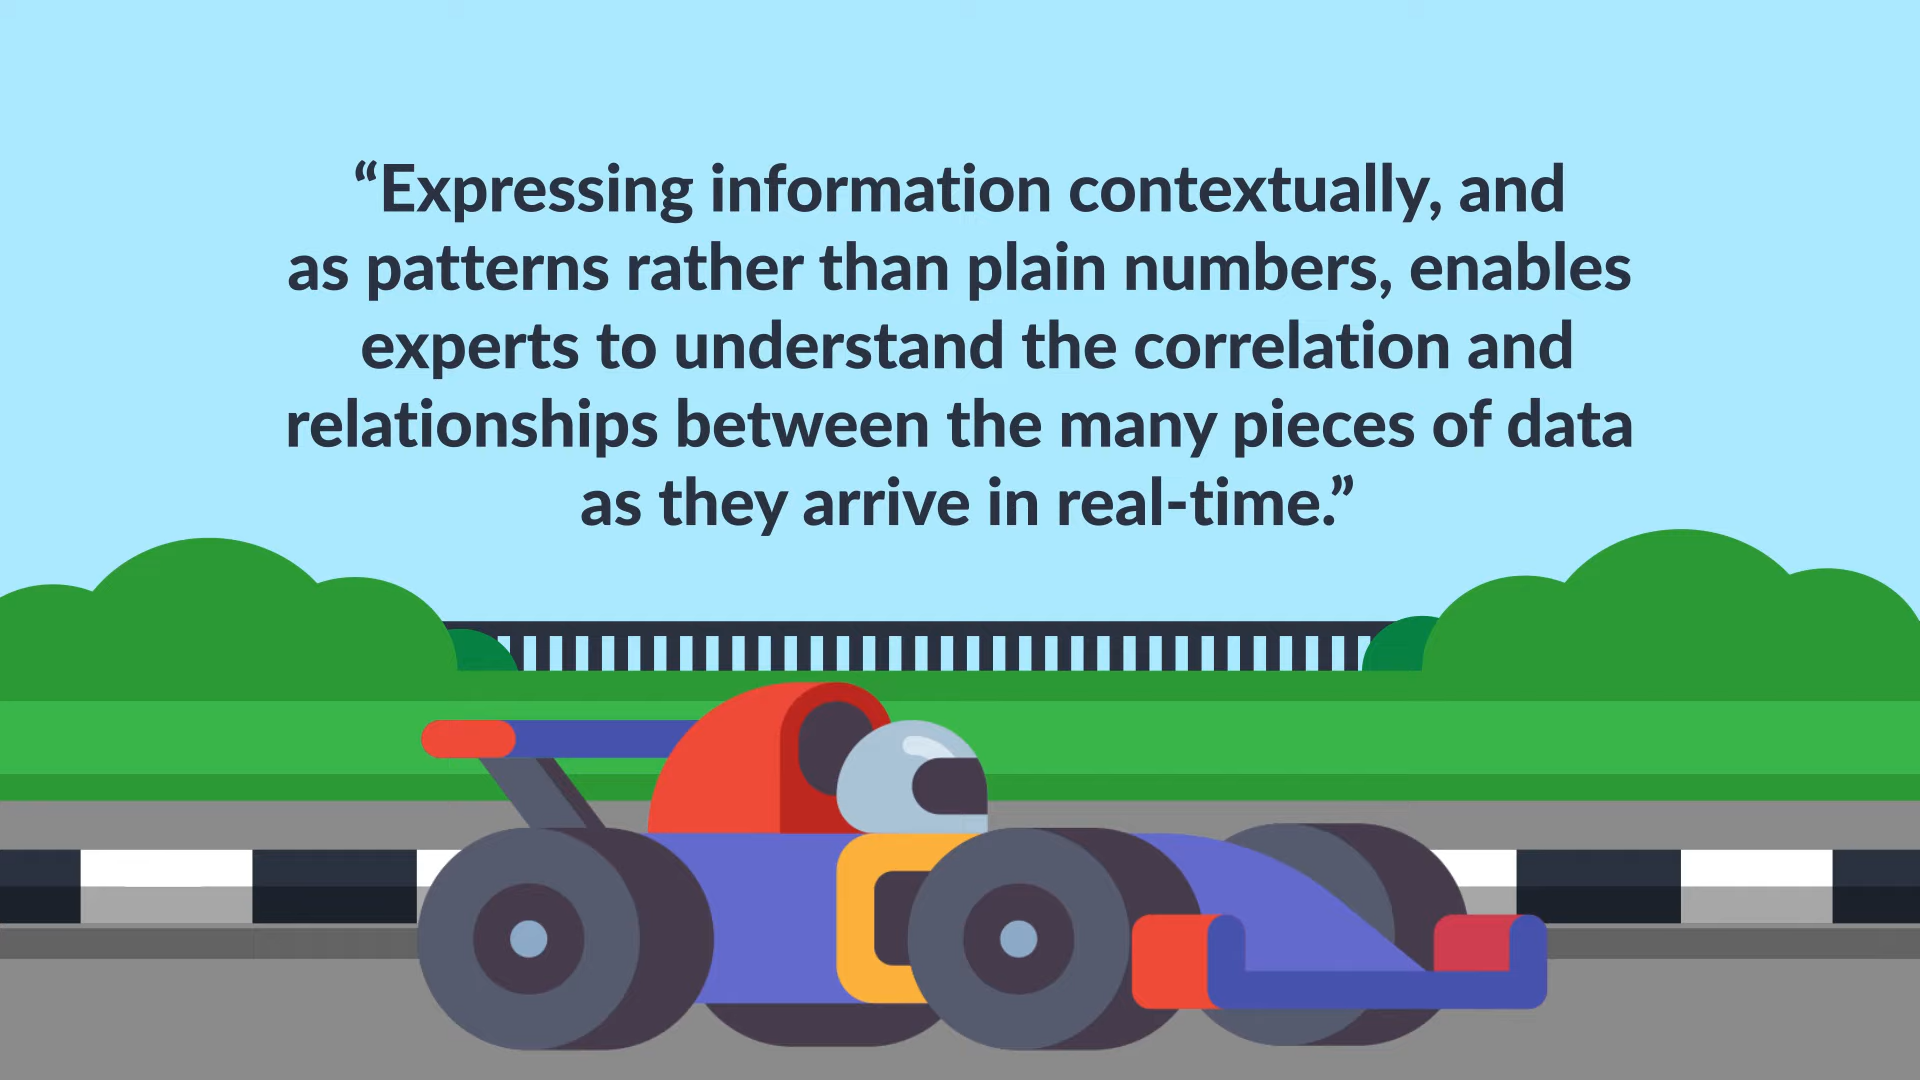 “Expressing information contextually, and
as patterns rather than plain numbers, enables
experts to understand the correlation and
relationships between the many pieces of data
as they arrive in real-time.”